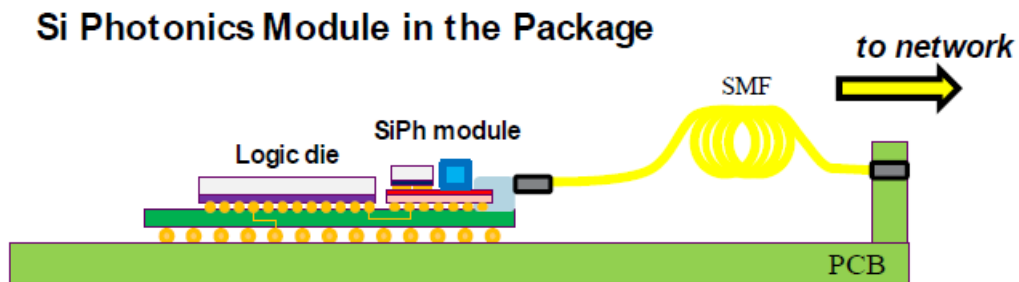 Si Photonics Module in the Package
to network
SMF
SiPh module
Logic die
PCB